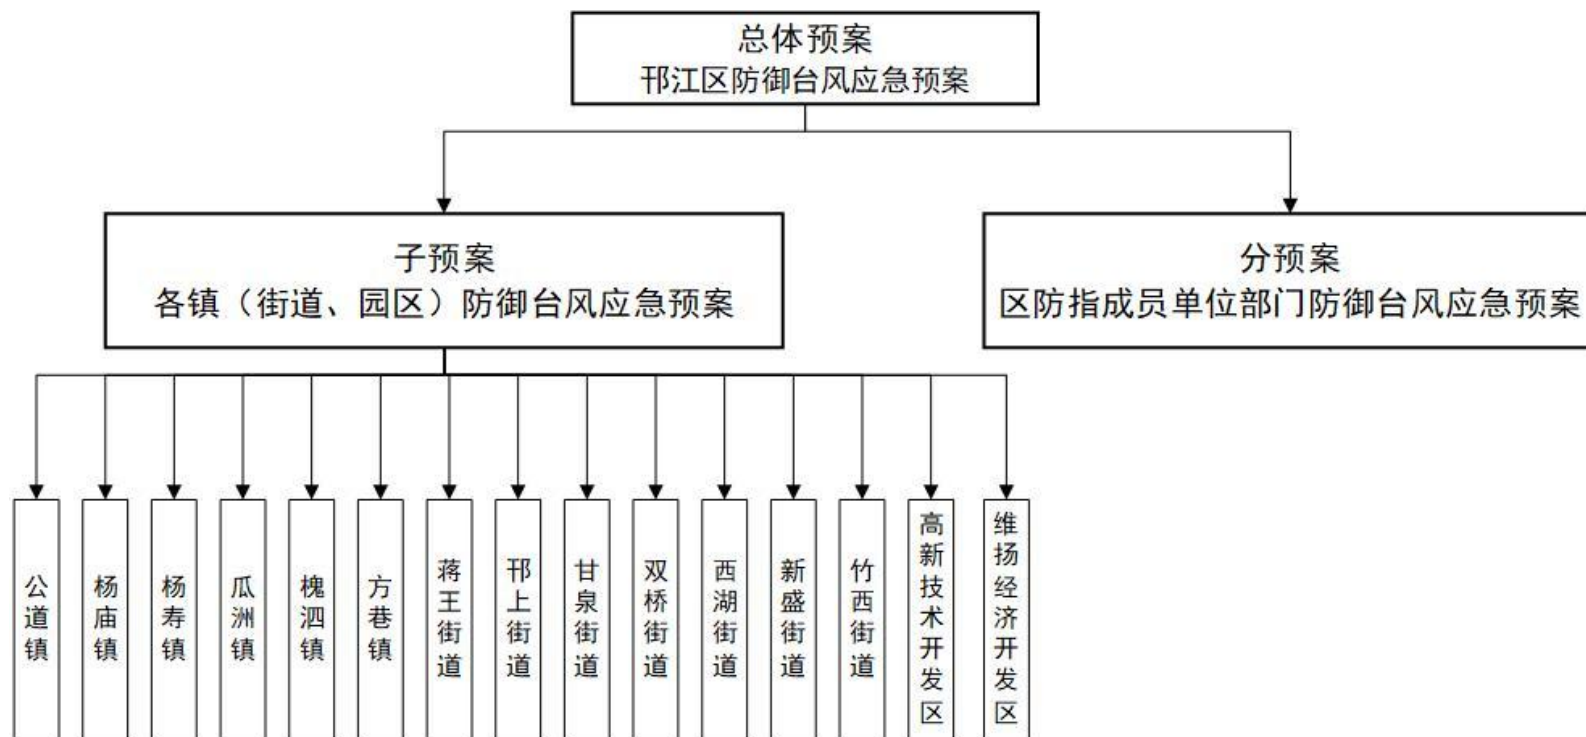 总体预案
邗江区防御台风应急预案
子预案
各镇（街道、园区）防御台风应急预案
分预案
区防指成员单位部门防御台风应急预案
公道镇
杨庙镇
杨寿镇
瓜洲镇
槐泗镇
方巷镇
蒋王街道
邗上街道
甘泉街道
双桥街道
西湖街道
新盛街道
竹西街道
高新技术开发区
维扬经济开发区